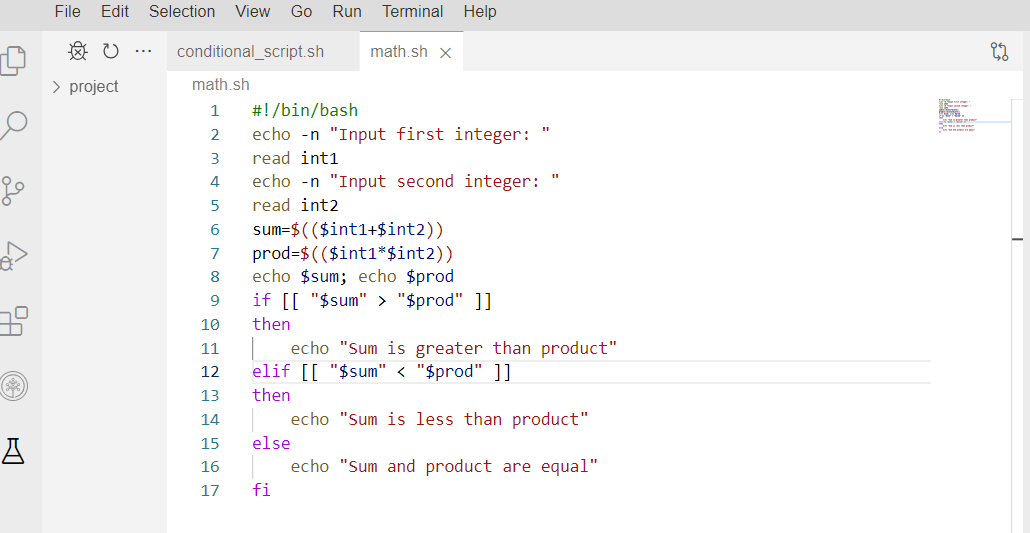 File Edit Selection View Go Run Terminal Help
conditional_script.sh math.sh
project
math.sh
1 #!/bin/bash
2 echo -n "Input first integer: "
3 read int1
4 echo -n "Input second integer: "
5 read int2
6 sum=$(($int1+$int2))
7 prod=$(($int1*$int2))
8 echo $sum; echo $prod
9 if [[ "$sum" > "$prod" ]]
10 then
11 echo "Sum is greater than product"
12 elif [[ "$sum" < "$prod" ]]
13 then
14 echo "Sum is less than product"
15 else
16 echo "Sum and product are equal"
17 fi